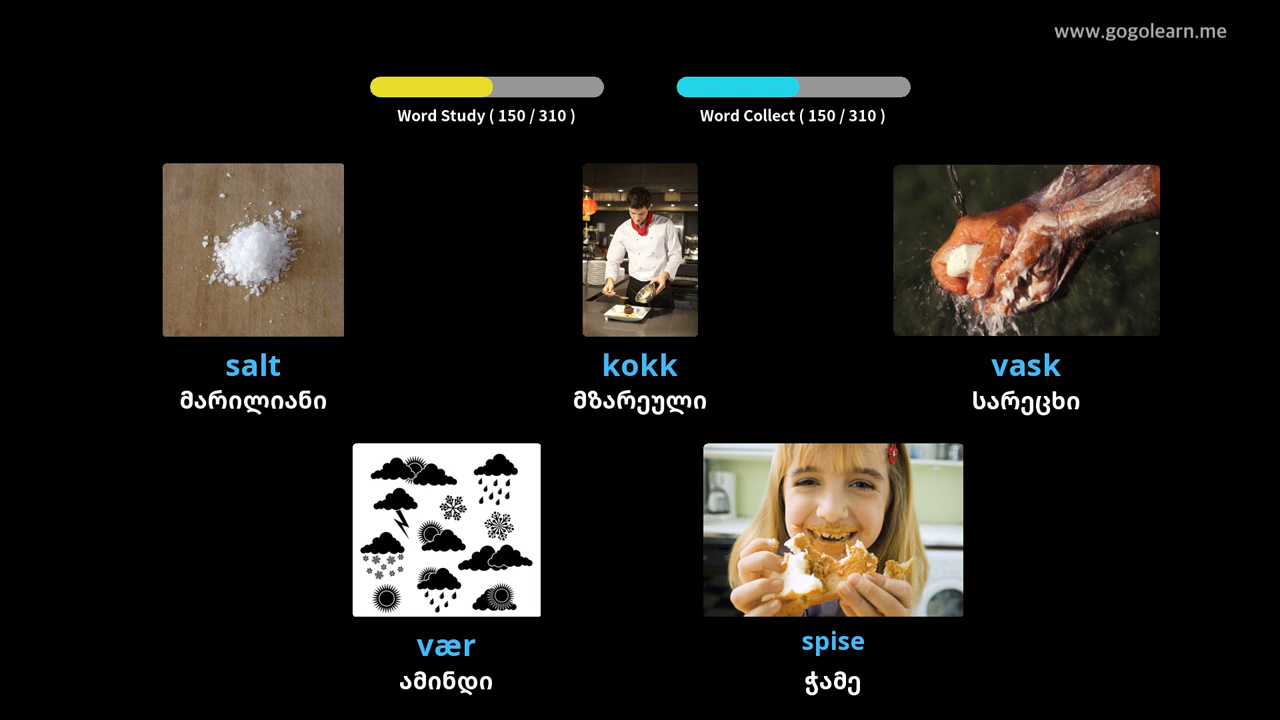 www.gogolearn.me
Word Study ( 150 / 310 )
Word Collect ( 150 / 310 )
salt
მარილიანი
kokk
მზარეული
vask
სარეცხი
vær
ამინდი
spise
ჭამე